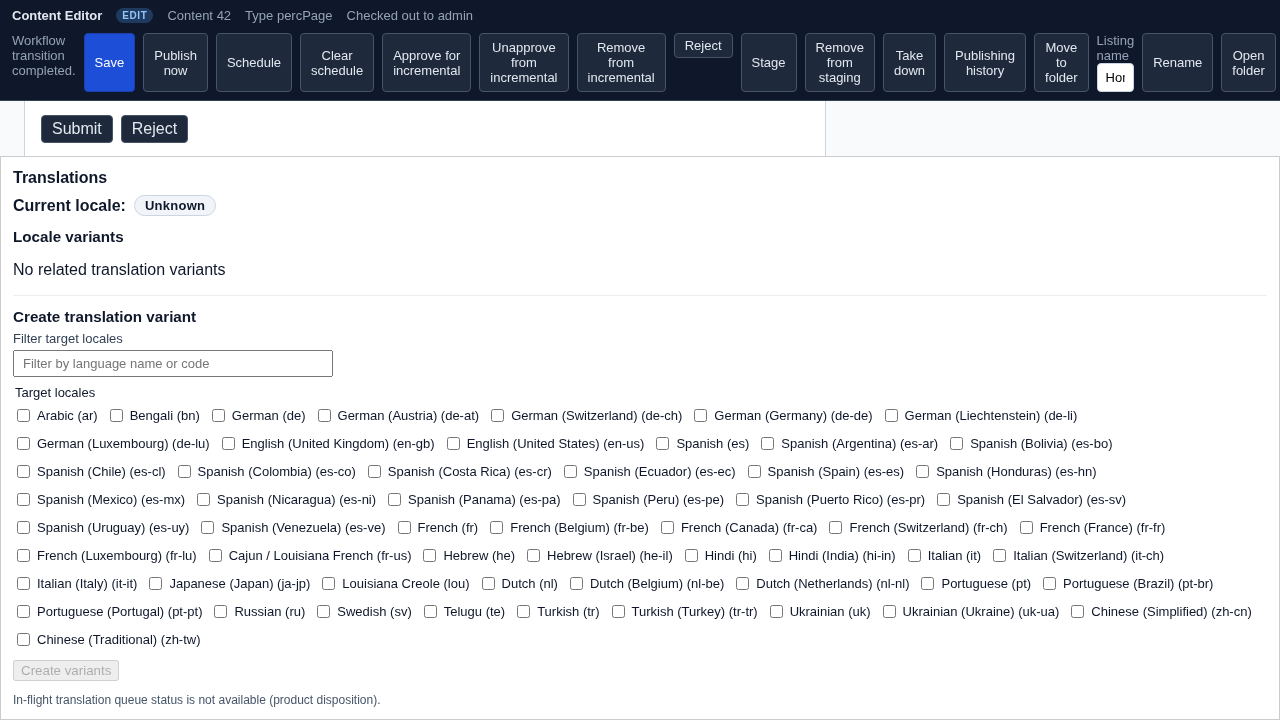 Content Editor EDIT Content 42 Type percPage Checked out to admin
Workflow transition completed. Save Publish now Schedule Clear schedule Approve for incremental Unapprove from incremental Remove from incremental Reject Stage Remove from staging Take down Publishing history Move to folder Listing name Hor Rename Open folder
Submit Reject
Translations
Current locale: Unknown
Locale variants
No related translation variants
Create translation variant
Filter target locales
Filter by language name or code
Target locales
Arabic (ar) Bengali (bn) German (de) German (Austria) (de-at) German (Switzerland) (de-ch) German (Germany) (de-de) German (Liechtenstein) (de-li)
German (Luxembourg) (de-lu) English (United Kingdom) (en-gb) English (United States) (en-us) Spanish (es) Spanish (Argentina) (es-ar) Spanish (Bolivia) (es-bo)
Spanish (Chile) (es-cl) Spanish (Colombia) (es-co) Spanish (Costa Rica) (es-cr) Spanish (Ecuador) (es-ec) Spanish (Spain) (es-es) Spanish (Honduras) (es-hn)
Spanish (Mexico) (es-mx) Spanish (Nicaragua) (es-ni) Spanish (Panama) (es-pa) Spanish (Peru) (es-pe) Spanish (Puerto Rico) (es-pr) Spanish (El Salvador) (es-sv)
Spanish (Uruguay) (es-uy) Spanish (Venezuela) (es-ve) French (fr) French (Belgium) (fr-be) French (Canada) (fr-ca) French (Switzerland) (fr-ch) French (France) (fr-fr)
French (Luxembourg) (fr-lu) Cajun / Louisiana French (fr-us) Hebrew (he) Hebrew (Israel) (he-il) Hindi (hi) Hindi (India) (hi-in) Italian (it) Italian (Switzerland) (it-ch)
Italian (Italy) (it-it) Japanese (Japan) (ja-jp) Louisiana Creole (lou) Dutch (nl) Dutch (Belgium) (nl-be) Dutch (Netherlands) (nl-nl) Portuguese (pt) Portuguese (Brazil) (pt-br)
Portuguese (Portugal) (pt-pt) Russian (ru) Swedish (sv) Telugu (te) Turkish (tr) Turkish (Turkey) (tr-tr) Ukrainian (uk) Ukrainian (Ukraine) (uk-ua) Chinese (Simplified) (zh-cn)
Chinese (Traditional) (zh-tw)
Create variants
In-flight translation queue status is not available (product disposition).